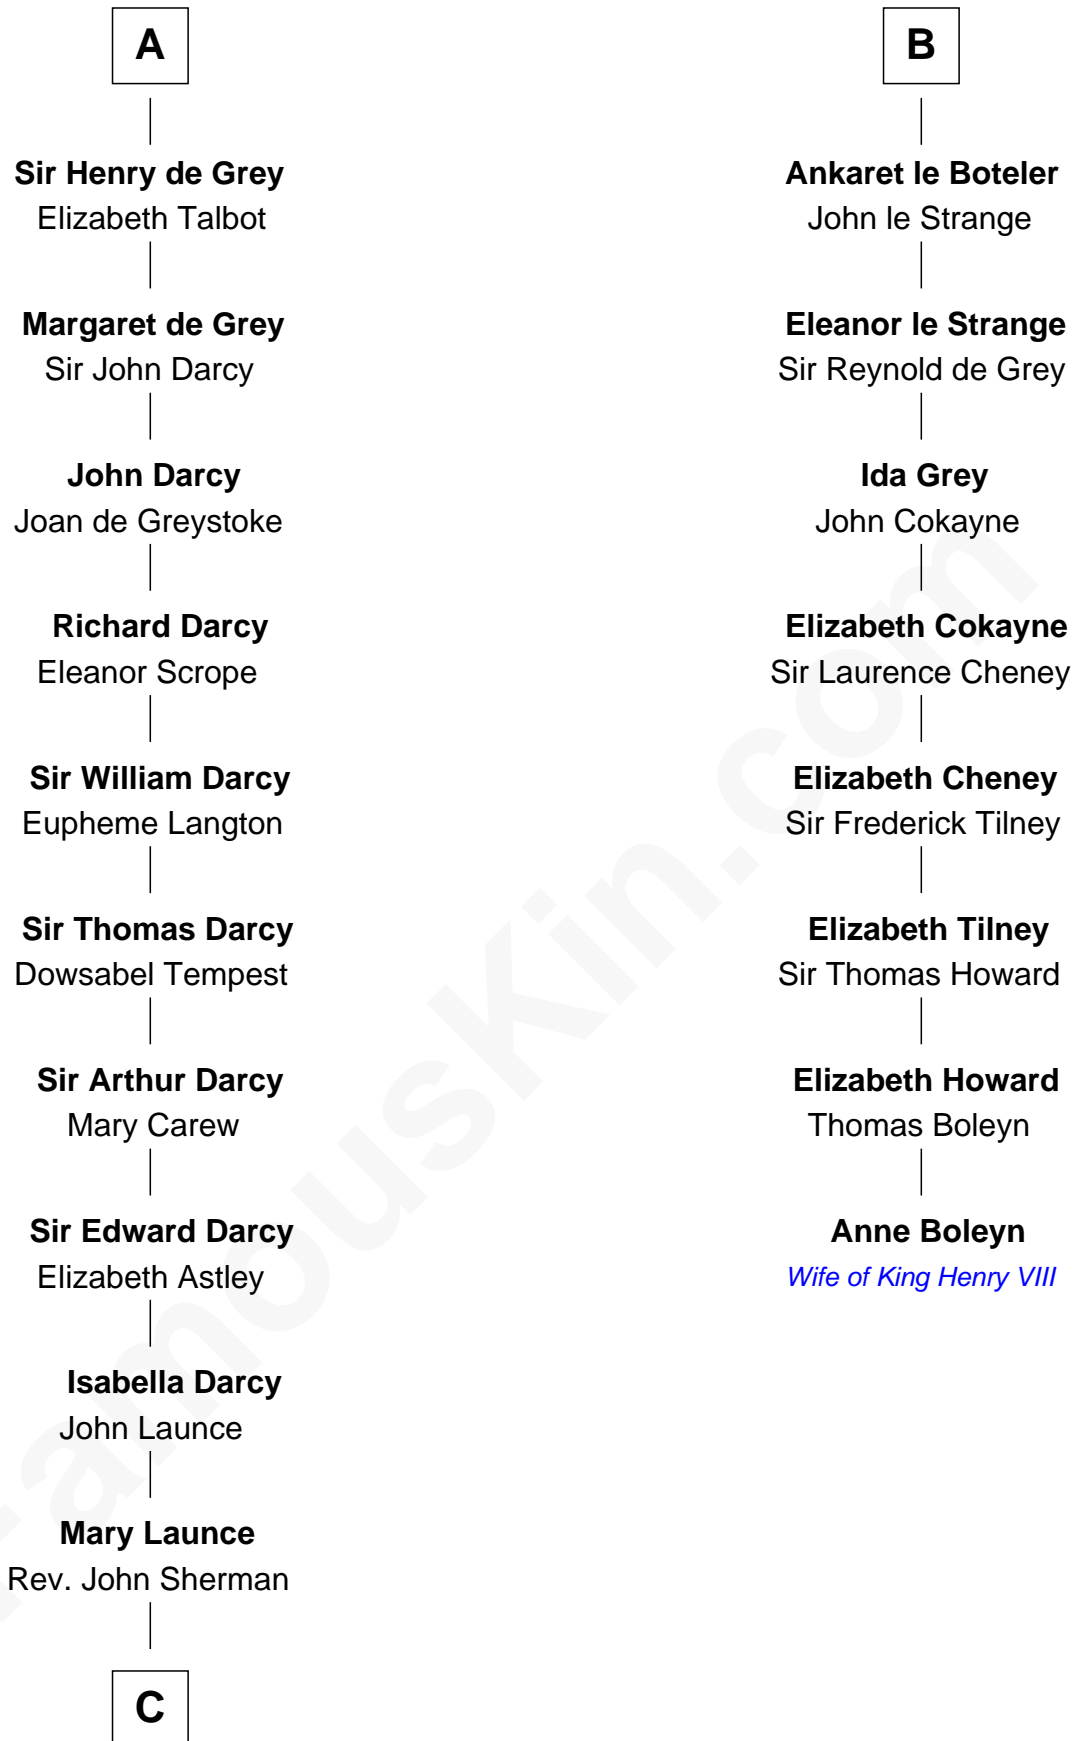 A
Sir Henry de Grey
Elizabeth Talbot
Margaret de Grey
Sir John Darcy
John Darcy
Joan de Greystoke
Richard Darcy
Eleanor Scrope
Sir William Darcy
Eupheme Langton
Sir Thomas Darcy
Dowsabel Tempest
Sir Arthur Darcy
Mary Carew
Sir Edward Darcy
Elizabeth Astley
Isabella Darcy
John Launce
Mary Launce
Rev. John Sherman
C
B
Ankaret le Boteler
John le Strange
Eleanor le Strange
Sir Reynold de Grey
Ida Grey
John Cokayne
Elizabeth Cokayne
Sir Laurence Cheney
Elizabeth Cheney
Sir Frederick Tilney
Elizabeth Tilney
Sir Thomas Howard
Elizabeth Howard
Thomas Boleyn
Anne Boleyn
Wife of King Henry VIII
FamousKin.com